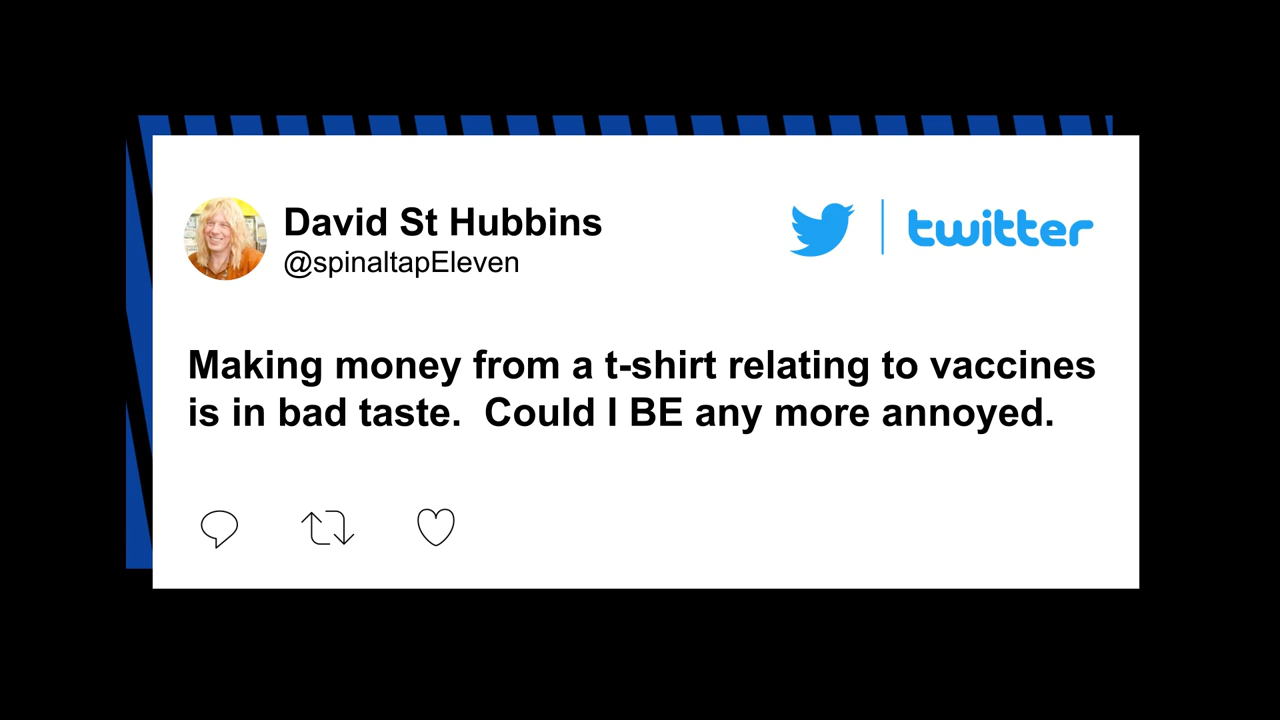 David St Hubbins
twitter
@spinaltapEleven
Making money from a t-shirt relating to vaccines
is in bad taste.  Could I BE any more annoyed.